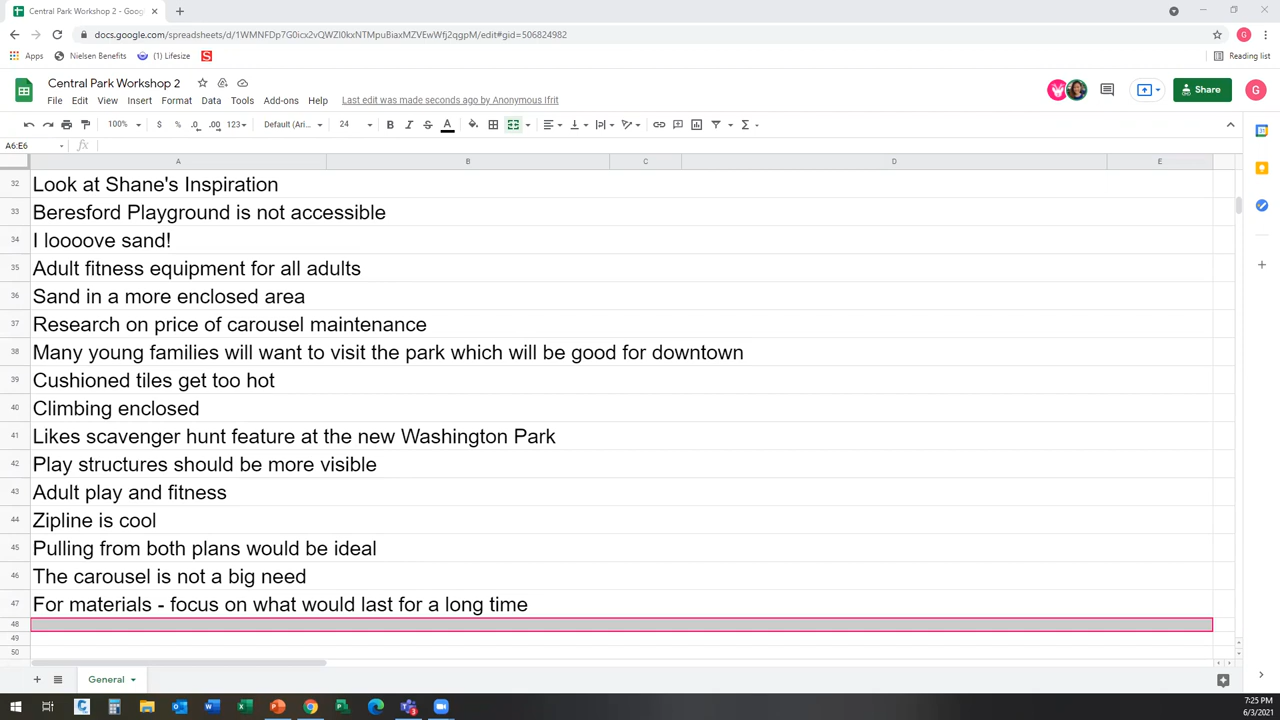 Central Park Workshop 2 - Goog
docs.google.com/spreadsheets/d/1WMNFDp7G0icx2vQWZI0kxNTMpuBiaxMZVEwWfj2qgpM/edit#gid=506824982
G
Apps Nielsen Benefits (1) Lifesize S Reading list
Central Park Workshop 2
File Edit View Insert Format Data Tools Add-ons Help Last edit was made seconds ago by Anonymous Ifrit
Share G
100% $ % .0 .00 123 Default (Ari... 24 B I S A Σ
A6:E6 fx
A B C D E
32 Look at Shane's Inspiration
33 Beresford Playground is not accessible
34 I loooove sand!
35 Adult fitness equipment for all adults
36 Sand in a more enclosed area
37 Research on price of carousel maintenance
38 Many young families will want to visit the park which will be good for downtown
39 Cushioned tiles get too hot
40 Climbing enclosed
41 Likes scavenger hunt feature at the new Washington Park
42 Play structures should be more visible
43 Adult play and fitness
44 Zipline is cool
45 Pulling from both plans would be ideal
46 The carousel is not a big need
47 For materials - focus on what would last for a long time
48
49
50
General
7:25 PM
6/3/2021